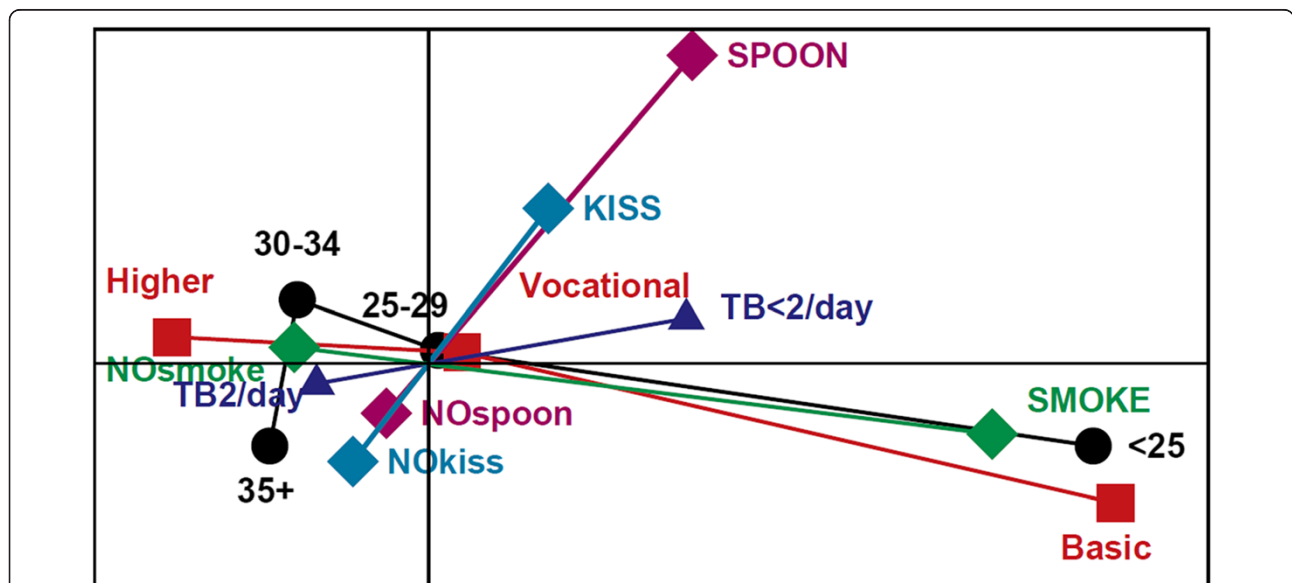 SPOON
KISS
30-34
Higher
Vocational
25-29
TB<2/day
NOsmoke
TB2/day
SMOKE
NOspoon
<25
NOkiss
35+
Basic